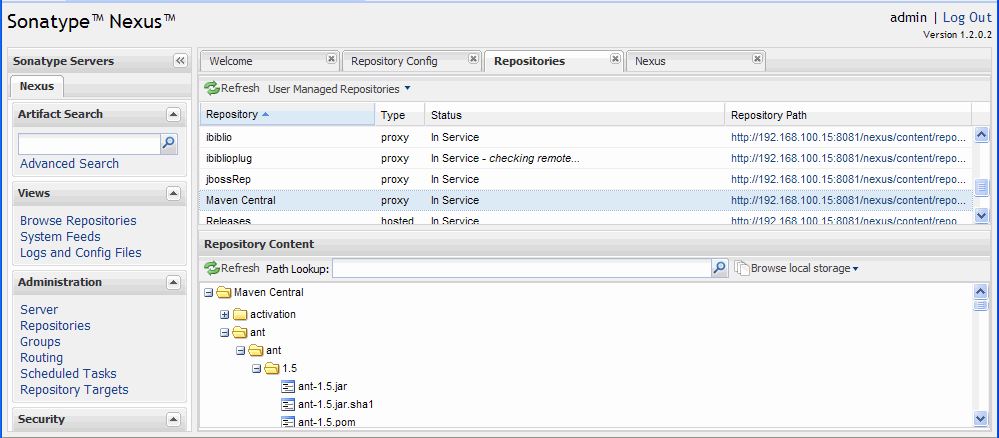 Sonatype™ Nexus™
admin | Log Out
Version 1.2.0.2
Sonatype Servers
Nexus
Artifact Search
Advanced Search
Views
Browse Repositories
System Feeds
Logs and Config Files
Administration
Server
Repositories
Groups
Routing
Scheduled Tasks
Repository Targets
Security
Welcome Repository Config Repositories Nexus
Refresh User Managed Repositories
Repository Type Status Repository Path
ibiblio proxy In Service http://192.168.100.15:8081/nexus/content/repo...
ibiblioplug proxy In Service - checking remote... http://192.168.100.15:8081/nexus/content/repo...
jbossRep proxy In Service http://192.168.100.15:8081/nexus/content/repo...
Maven Central proxy In Service http://192.168.100.15:8081/nexus/content/repo...
Releases hosted In Service http://192.168.100.15:8081/nexus/content/repo...
Repository Content
Refresh Path Lookup: Browse local storage
Maven Central
activation
ant
ant
1.5
ant-1.5.jar
ant-1.5.jar.sha1
ant-1.5.pom